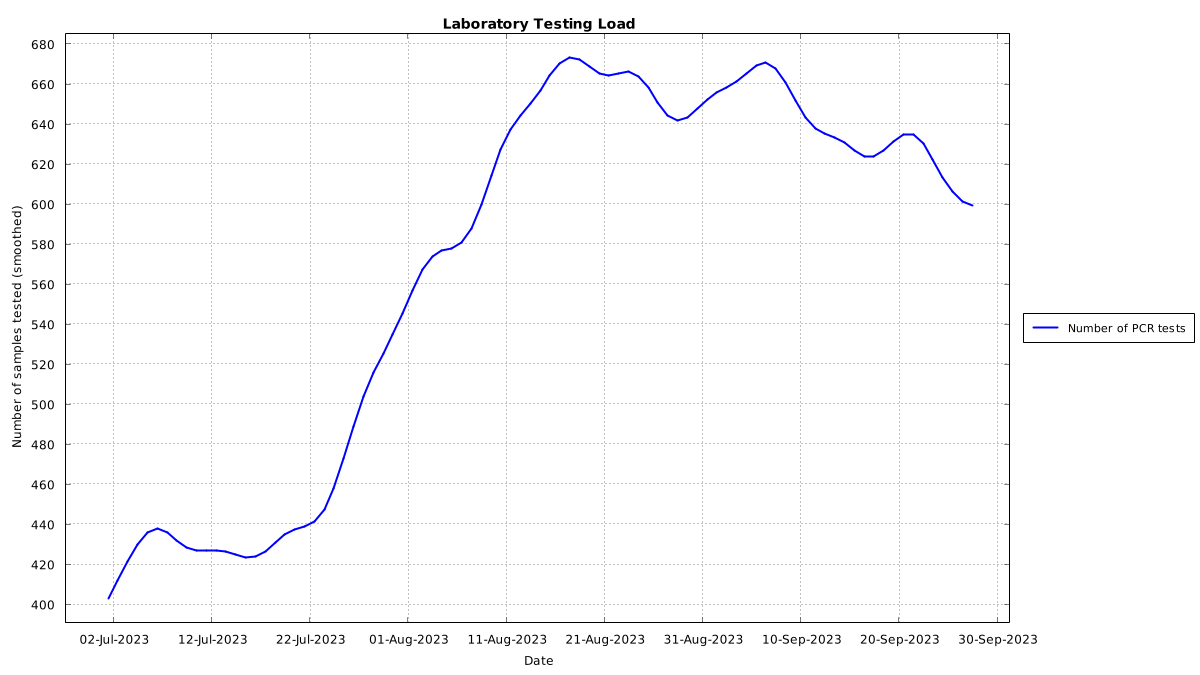 Laboratory Testing Load
Number of samples tested (smoothed)
680
660
640
620
600
580
560
540
520
500
480
460
440
420
400
02-Jul-2023
12-Jul-2023
22-Jul-2023
01-Aug-2023
11-Aug-2023
21-Aug-2023
31-Aug-2023
10-Sep-2023
20-Sep-2023
30-Sep-2023
Date
Number of PCR tests